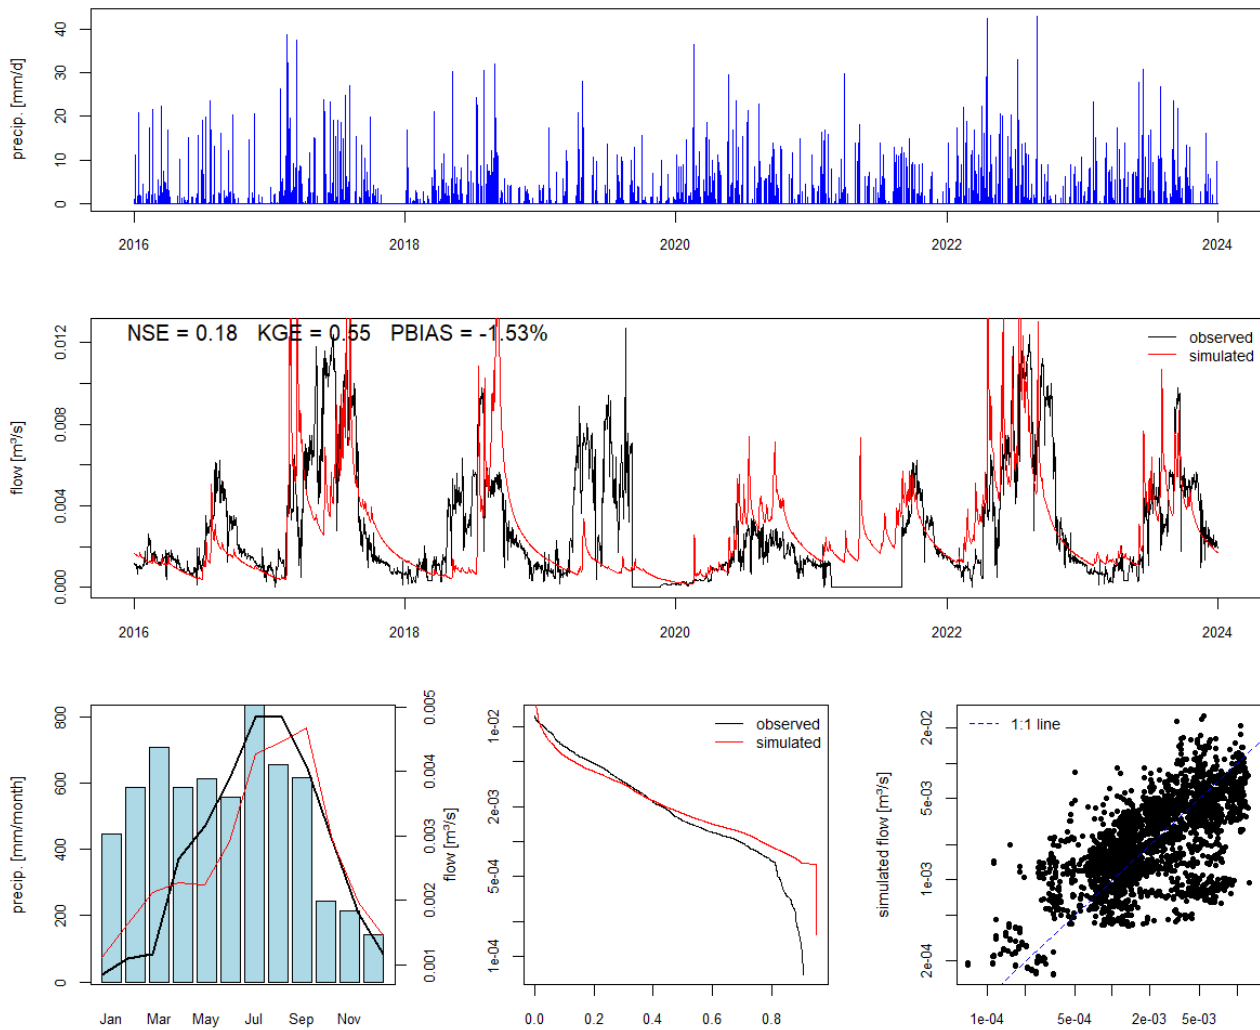 precip. [mm/d]
40
30
20
10
0
2016
2018
2020
2022
2024
NSE = 0.18 KGE = 0.55 PBIAS = -1.53%
observed
simulated
flow [m³/s]
0.012
0.008
0.004
0.000
2016
2018
2020
2022
2024
precip. [mm/month]
800
600
400
200
0
Jan
Mar
May
Jul
Sep
Nov
flow [m³/s]
0.005
0.004
0.003
0.002
0.001
observed
simulated
1e-02
2e-03
5e-04
1e-04
0.0
0.2
0.4
0.6
0.8
1:1 line
simulated flow [m³/s]
2e-02
5e-03
1e-03
2e-04
1e-04
5e-04
2e-03
5e-03